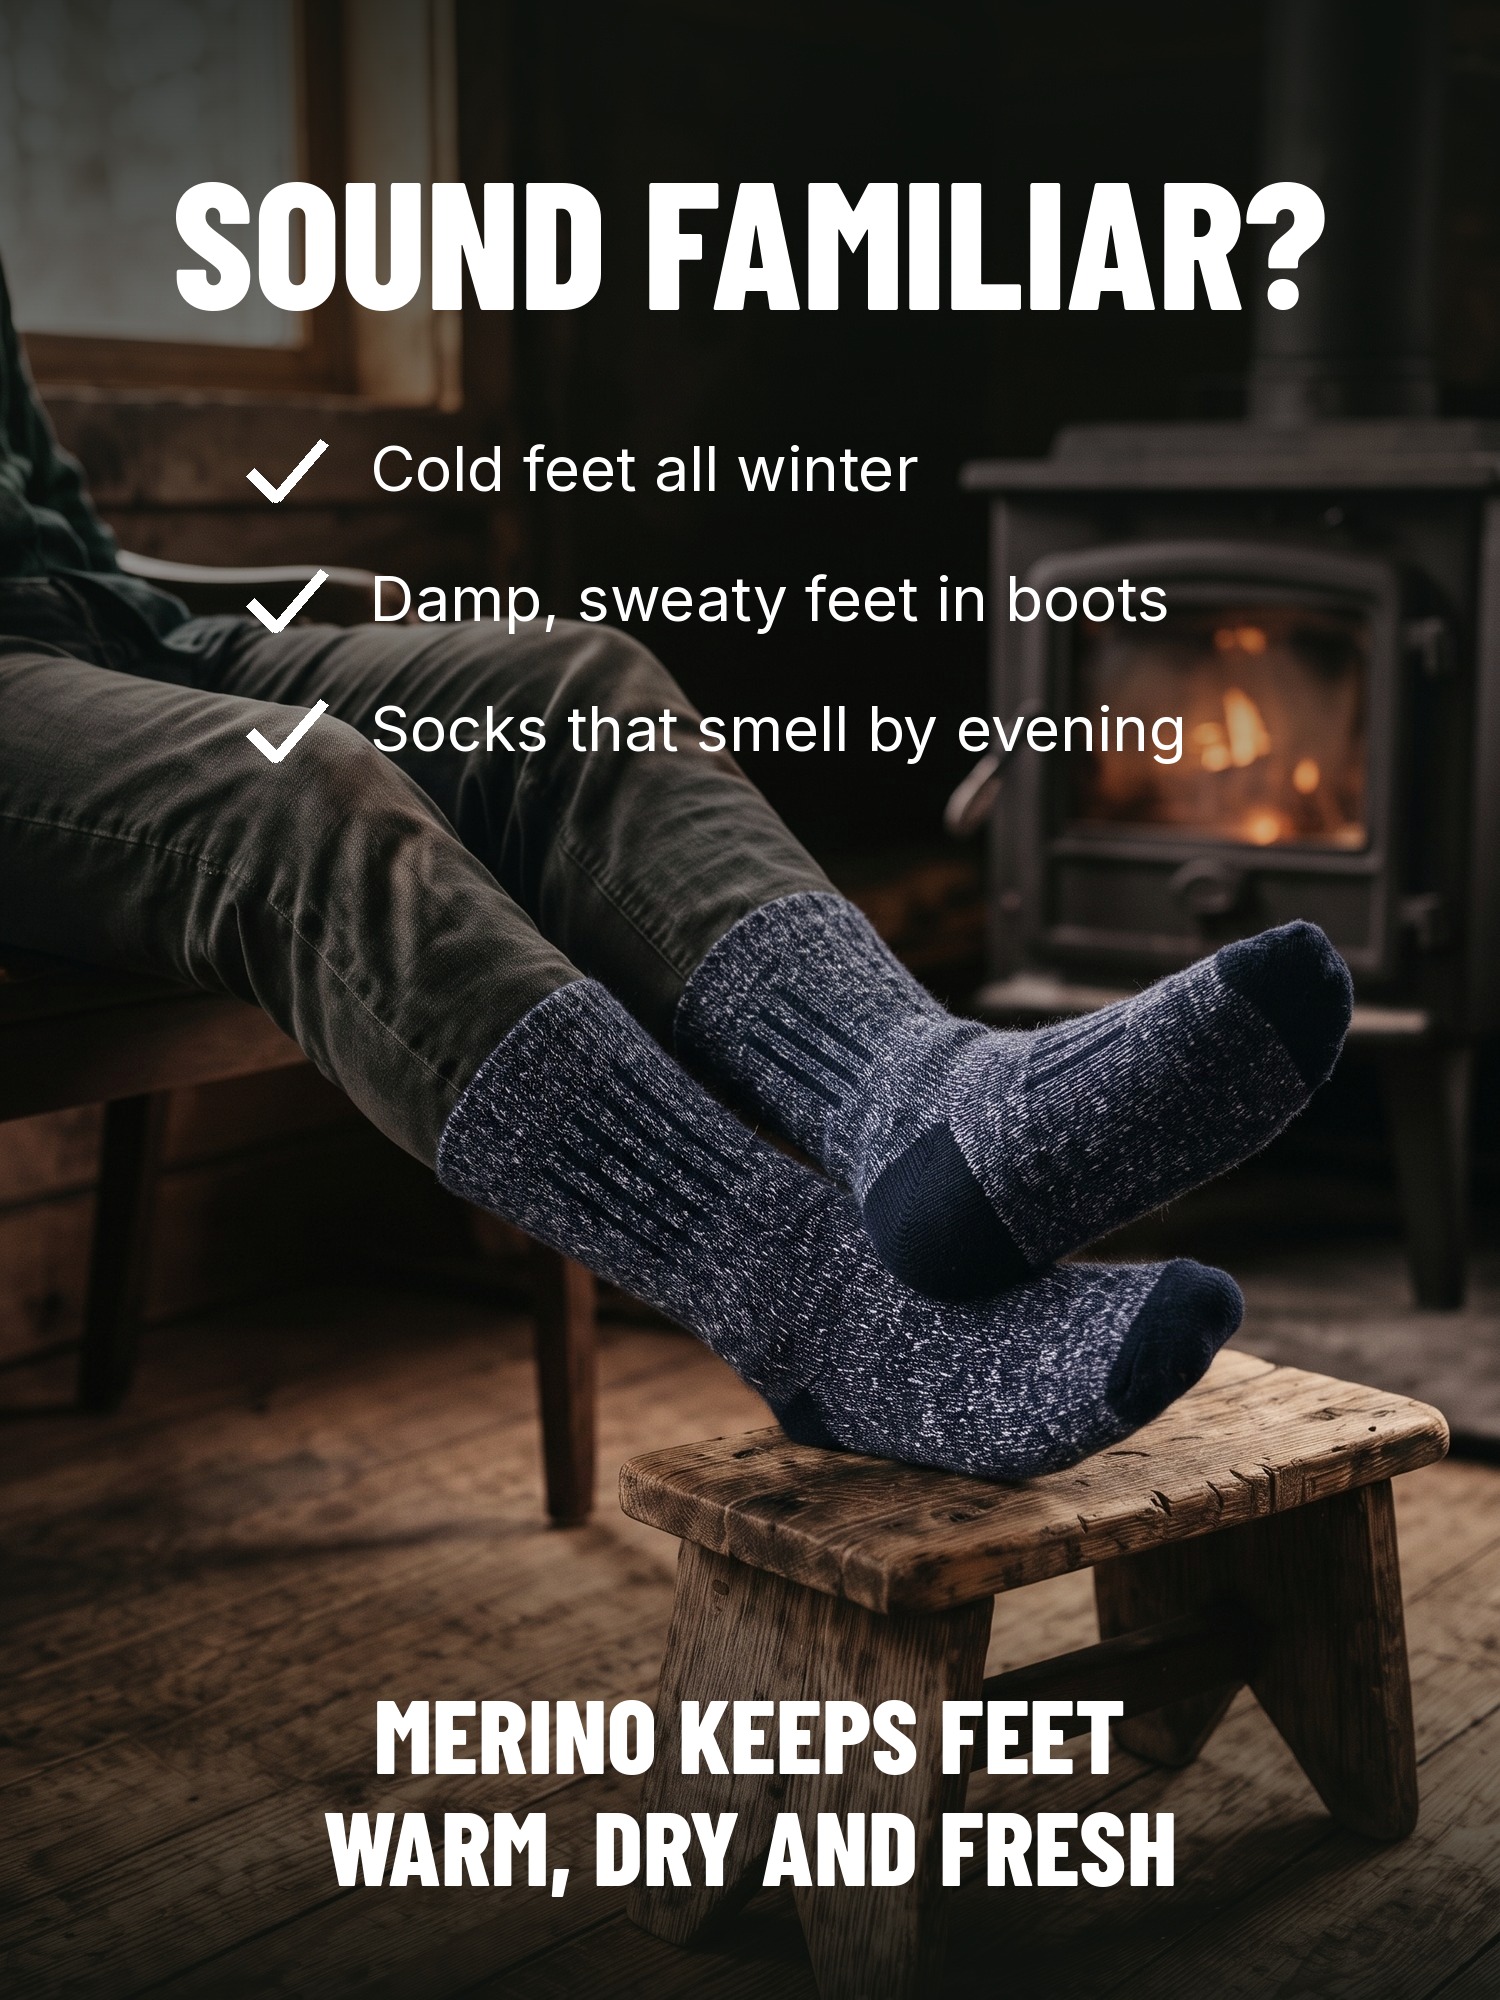 SOUND FAMILIAR?
Cold feet all winter
Damp, sweaty feet in boots
Socks that smell by evening
MERINO KEEPS FEET
WARM, DRY AND FRESH